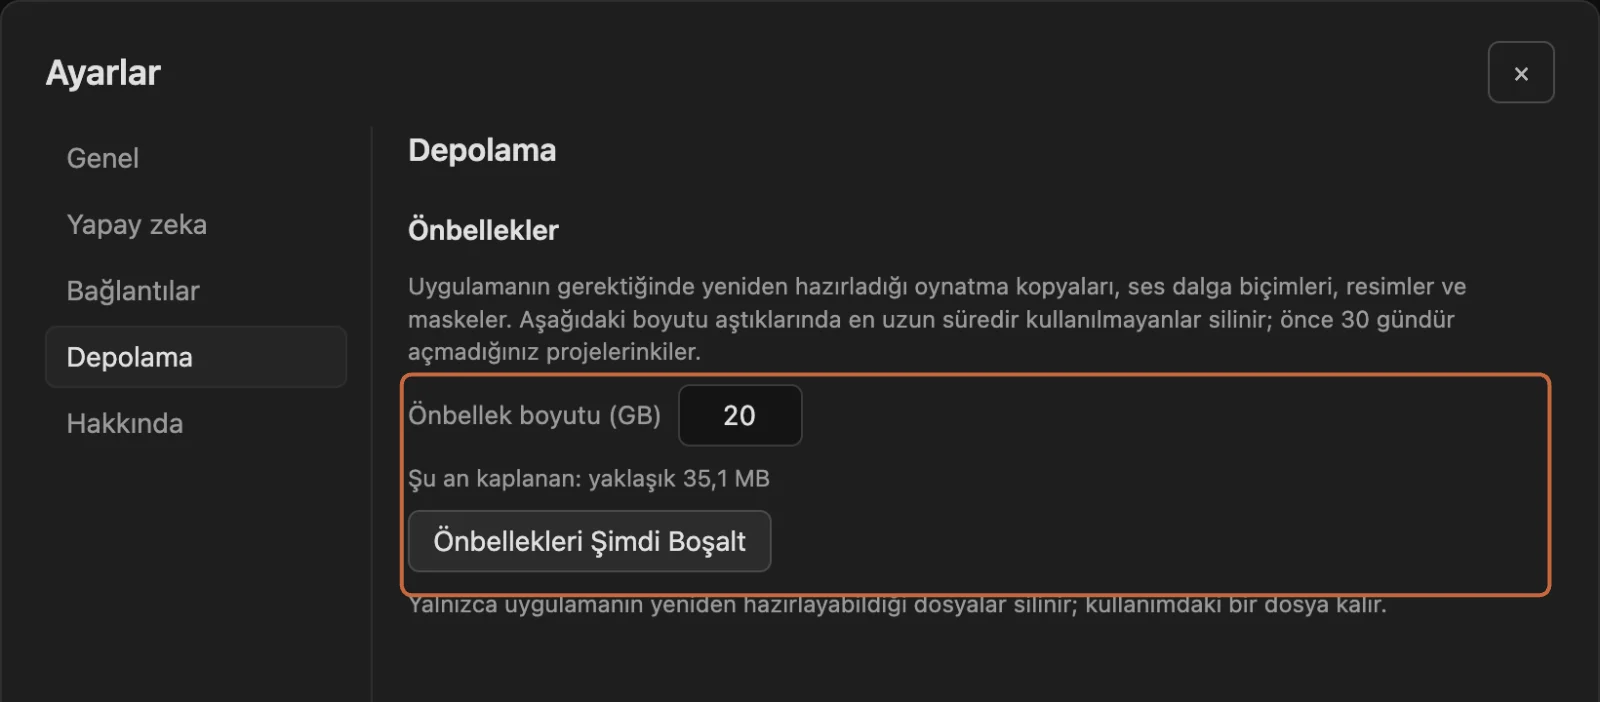 Ayarlar
×
Genel
Yapay zeka
Bağlantılar
Depolama
Hakkında
Depolama
Önbellekler
Uygulamanın gerektiğinde yeniden hazırladığı oynatma kopyaları, ses dalga biçimleri, resimler ve
maskeler. Aşağıdaki boyutu aştıklarında en uzun süredir kullanılmayanlar silinir; önce 30 gündür
açmadığınız projelerinkiler.
Önbellek boyutu (GB) 20
Şu an kaplanan: yaklaşık 35,1 MB
Önbellekleri Şimdi Boşalt
Yalnızca uygulamanın yeniden hazırlayabildiği dosyalar silinir; kullanımdaki bir dosya kalır.